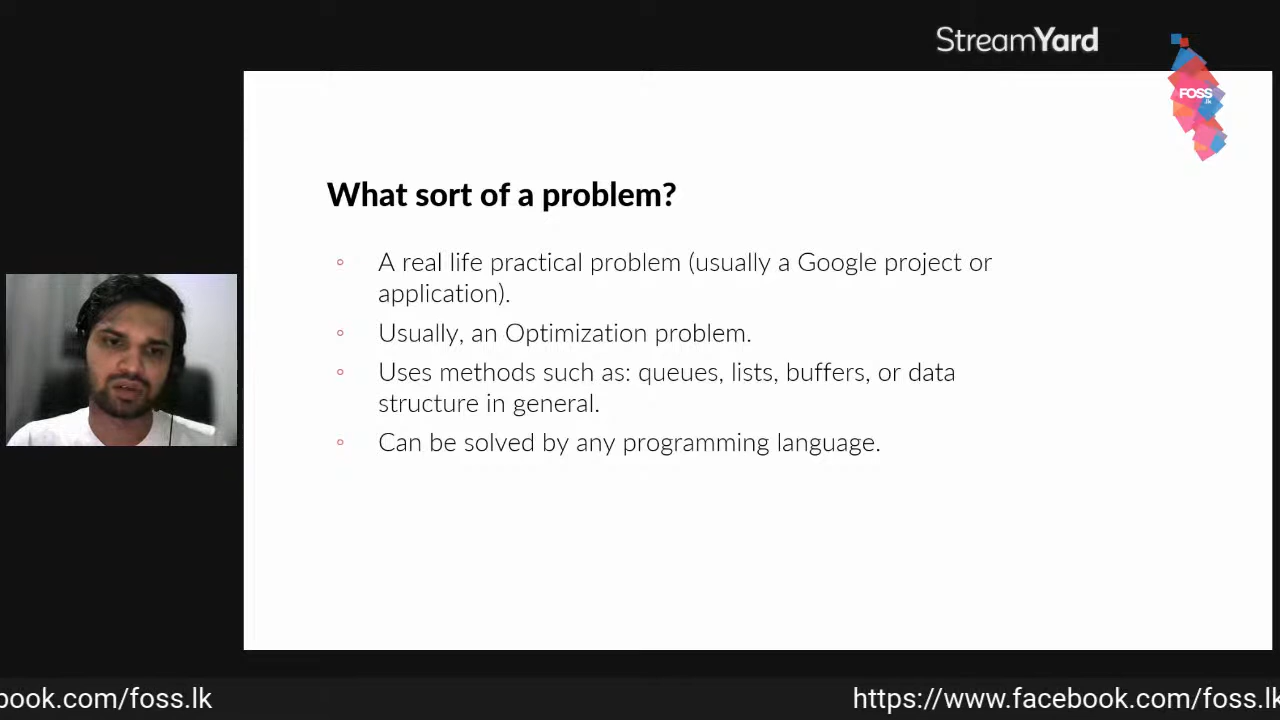 StreamYard
FOSS
.lk
What sort of a problem?
A real life practical problem (usually a Google project or
application).
Usually, an Optimization problem.
Uses methods such as: queues, lists, buffers, or data
structure in general.
Can be solved by any programming language.
book.com/foss.lk
https://www.facebook.com/foss.lk